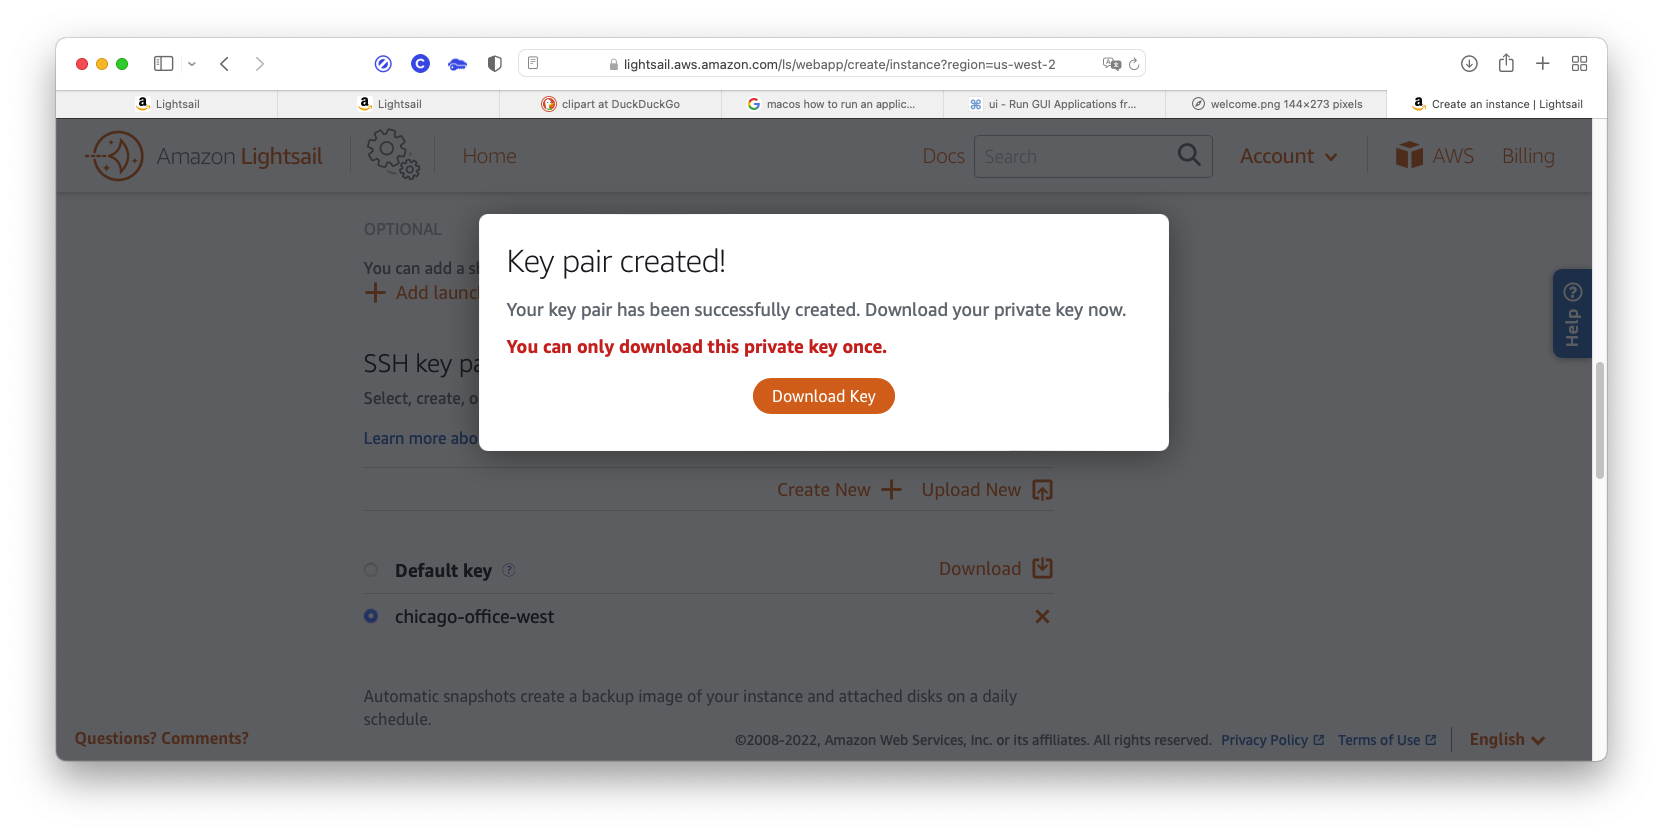 lightsail.aws.amazon.com/ls/webapp/create/instance?region=us-west-2
Lightsail
Lightsail
clipart at DuckDuckGo
macos how to run an applic...
ui - Run GUI Applications fr...
welcome.png 144×273 pixels
Create an instance | Lightsail
Amazon Lightsail
Home
Docs
Search
Account
AWS
Billing
OPTIONAL
You can add a
Add launc
Key pair created!
Your key pair has been successfully created. Download your private key now.
You can only download this private key once.
Download Key
Help
SSH key pa
Select, create, o
Learn more abo
Create New
Upload New
Default key
Download
chicago-office-west
Automatic snapshots create a backup image of your instance and attached disks on a daily
schedule.
Questions? Comments?
©2008-2022, Amazon Web Services, Inc. or its affiliates. All rights reserved.
Privacy Policy
Terms of Use
English